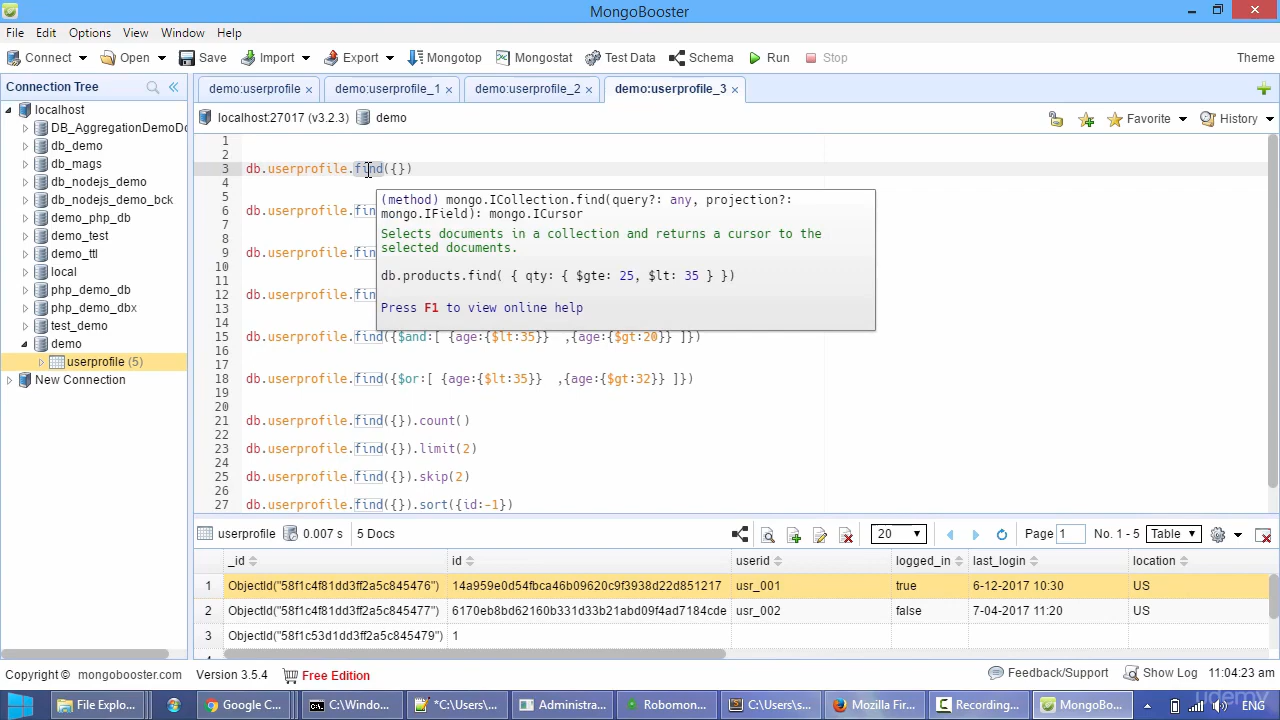 MongoBooster
File Edit Options View Window Help
Connect Open Save Import Export Mongotop Mongostat Test Data Schema Run Stop Theme
Connection Tree
demo:userprofile × demo:userprofile_1 × demo:userprofile_2 × demo:userprofile_3 ×
localhost
DB_AggregationDemoDo
db_demo
db_mags
db_nodejs_demo
db_nodejs_demo_bck
demo_php_db
demo_test
demo_ttl
local
php_demo_db
php_demo_dbx
test_demo
demo
userprofile (5)
New Connection
localhost:27017 (v3.2.3) demo Favorite History
1
2
3 db.userprofile.find({})
4
5
6 db.userprofile.fin
7
8
9 db.userprofile.fin
10
11
12 db.userprofile.fin
13
14
15 db.userprofile.find({$and:[ {age:{$lt:35}} ,{age:{$gt:20}} ]})
16
17
18 db.userprofile.find({$or:[ {age:{$lt:35}} ,{age:{$gt:32}} ]})
19
20
21 db.userprofile.find({}).count()
22
23 db.userprofile.find({}).limit(2)
24
25 db.userprofile.find({}).skip(2)
26
27 db.userprofile.find({}).sort({id:-1})
(method) mongo.ICollection.find(query?: any, projection?:
mongo.IField): mongo.ICursor
Selects documents in a collection and returns a cursor to the
selected documents.
db.products.find( { qty: { $gte: 25, $lt: 35 } })
Press F1 to view online help
userprofile 0.007 s 5 Docs 20 Page 1 No. 1 - 5 Table
_id id userid logged_in last_login location
1 ObjectId("58f1c4f81dd3ff2a5c845476") 14a959e0d54fbca46b09620c9f3938d22d851217 usr_001 true 6-12-2017 10:30 US
2 ObjectId("58f1c4f81dd3ff2a5c845477") 6170eb8bd62160b331d33b21abd09f4ad7184cde usr_002 false 7-04-2017 11:20 US
3 ObjectId("58f1c53d1dd3ff2a5c845479") 1
Copyright © mongobooster.com Version 3.5.4 Free Edition Feedback/Support Show Log 11:04:23 am
File Explo... Google C... C:\Windo... *C:\Users\... Administra... Robomon... C:\Users\s... Mozilla Fir... Recording... MongoBo... ENG
udemy